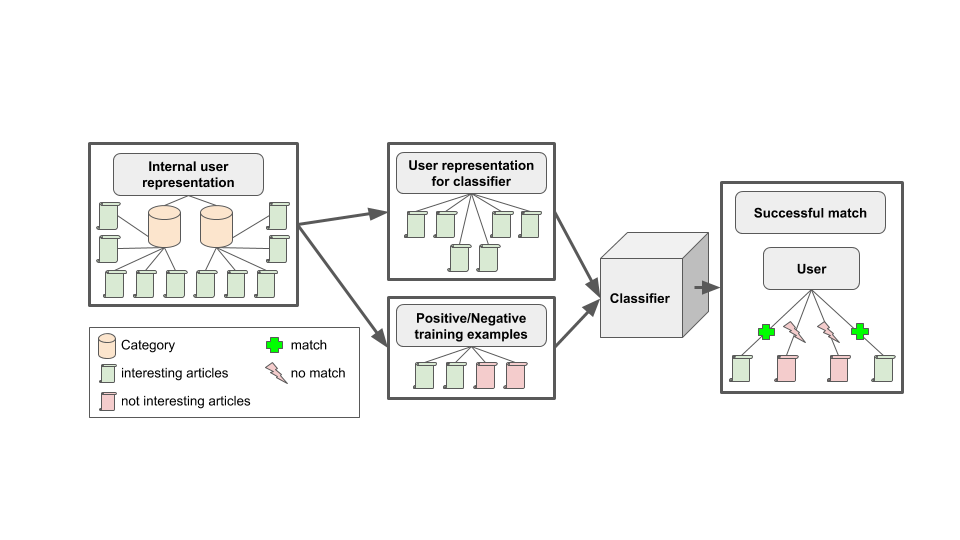 Internal user
representation
User representation
for classifier
Positive/Negative
training examples
Classifier
Successful match
User
Category
match
interesting articles
no match
not interesting articles